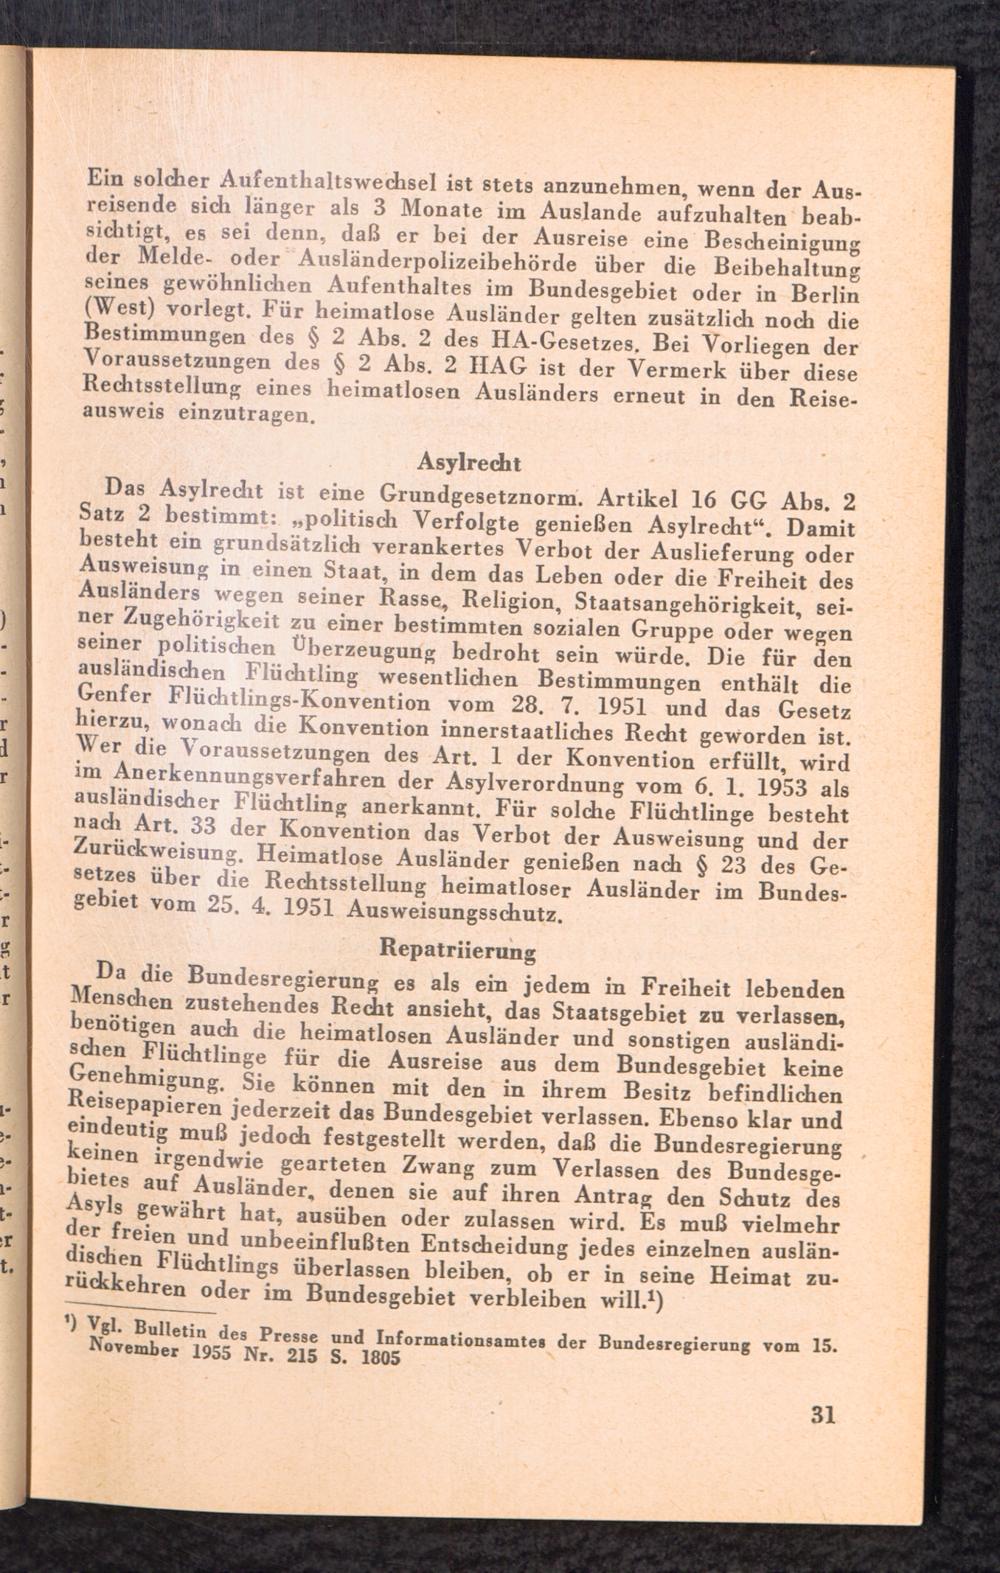 Ein solcher Aufenthaltswechsel ist stets anzunehmen, wenn der Aus-
reisende sich länger als 3 Monate im Auslande aufzuhalten beab-
sichtigt, es sei denn, daß er bei der Ausreise eine Bescheinigung
der Melde- oder Ausländerpolizeibehörde über die Beibehaltung
seines gewöhnlichen Aufenthaltes im Bundesgebiet oder in Berlin
(West) vorlegt. Für heimatlose Ausländer gelten zusätzlich noch die
Bestimmungen des § 2 Abs. 2 des HA-Gesetzes. Bei Vorliegen der
Voraussetzungen des § 2 Abs. 2 HAG ist der Vermerk über diese
Rechtsstellung eines heimatlosen Ausländers erneut in den Reise-
ausweis einzutragen.
Asylrecht
Das Asylrecht ist eine Grundgesetznorm. Artikel 16 GG Abs. 2
Satz 2 bestimmt: „politisch Verfolgte genießen Asylrecht“. Damit
besteht ein grundsätzlich verankertes Verbot der Auslieferung oder
Ausweisung in einen Staat, in dem das Leben oder die Freiheit des
Ausländers wegen seiner Rasse, Religion, Staatsangehörigkeit, sei-
ner Zugehörigkeit zu einer bestimmten sozialen Gruppe oder wegen
seiner politischen Überzeugung bedroht sein würde. Die für den
ausländischen Flüchtling wesentlichen Bestimmungen enthält die
Genfer Flüchtlings-Konvention vom 28. 7. 1951 und das Gesetz
hierzu, wonach die Konvention innerstaatliches Recht geworden ist.
Wer die Voraussetzungen des Art. 1 der Konvention erfüllt, wird
im Anerkennungsverfahren der Asylverordnung vom 6. 1. 1953 als
ausländischer Flüchtling anerkannt. Für solche Flüchtlinge besteht
nach Art. 33 der Konvention das Verbot der Ausweisung und der
Zurückweisung. Heimatlose Ausländer genießen nach § 23 des Ge-
setzes über die Rechtsstellung heimatloser Ausländer im Bundes-
gebiet vom 25. 4. 1951 Ausweisungsschutz.
Repatriierung
Da die Bundesregierung es als ein jedem in Freiheit lebenden
Menschen zustehendes Recht ansieht, das Staatsgebiet zu verlassen,
benötigen auch die heimatlosen Ausländer und sonstigen ausländi-
schen Flüchtlinge für die Ausreise aus dem Bundesgebiet keine
Genehmigung. Sie können mit den in ihrem Besitz befindlichen
Reisepapieren jederzeit das Bundesgebiet verlassen. Ebenso klar und
eindeutig muß jedoch festgestellt werden, daß die Bundesregierung
keinen irgendwie gearteten Zwang zum Verlassen des Bundesge-
bietes auf Ausländer, denen sie auf ihren Antrag den Schutz des
Asyls gewährt hat, ausüben oder zulassen wird. Es muß vielmehr
der freien und unbeeinflußten Entscheidung jedes einzelnen auslän-
dischen Flüchtlings überlassen bleiben, ob er in seine Heimat zu-
rückkehren oder im Bundesgebiet verbleiben will.¹)
¹) Vgl. Bulletin des Presse und Informationsamtes der Bundesregierung vom 15.
November 1955 Nr. 215 S. 1805
31